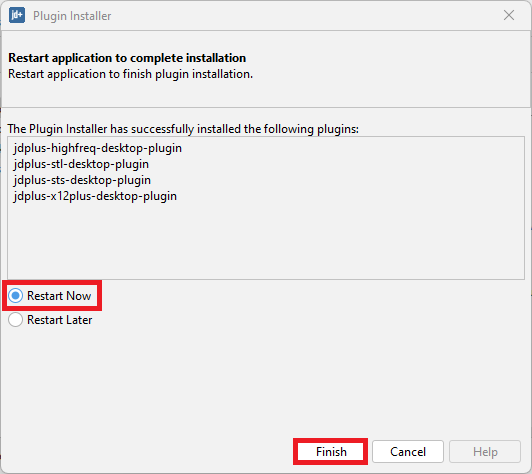 jd+ Plugin Installer
Restart application to complete installation
Restart application to finish plugin installation.
The Plugin Installer has successfully installed the following plugins:
jdplus-highfreq-desktop-plugin
jdplus-stl-desktop-plugin
jdplus-sts-desktop-plugin
jdplus-x12plus-desktop-plugin
Restart Now
Restart Later
Finish Cancel Help